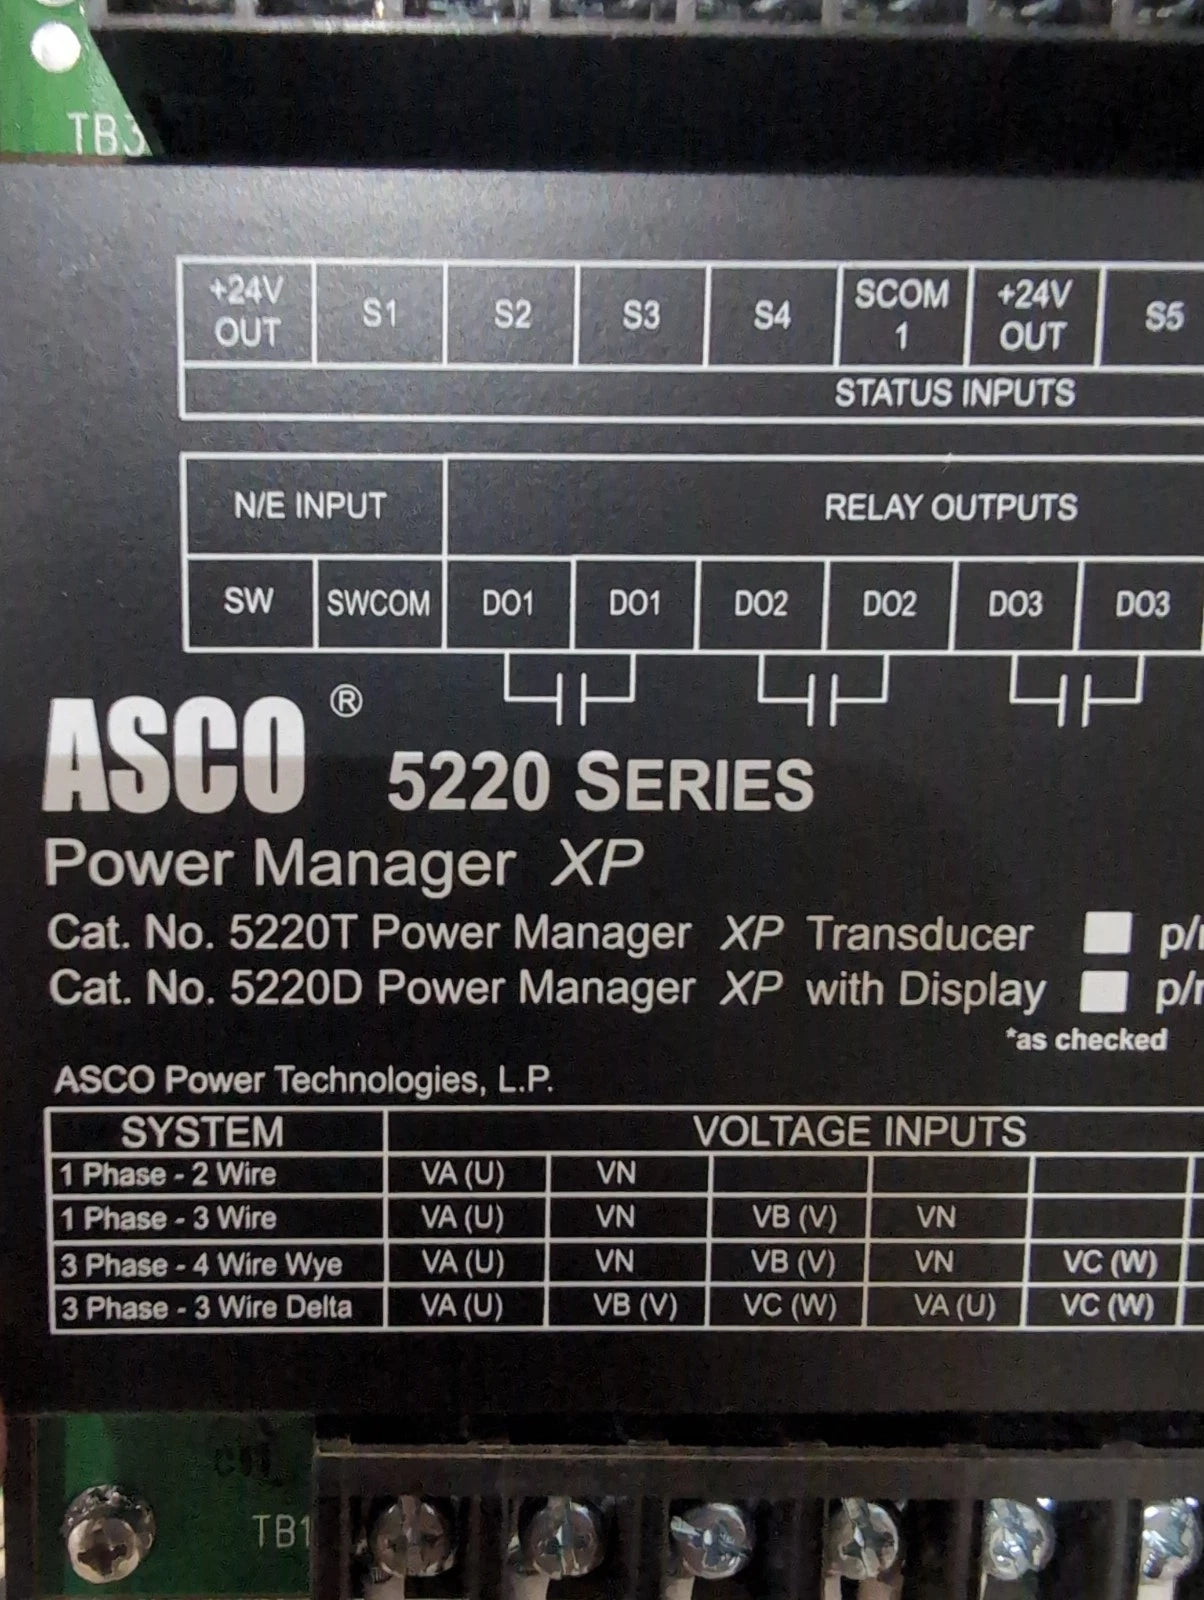 TB3
+24V OUT S1 S2 S3 S4 SCOM 1 +24V OUT S5
STATUS INPUTS
N/E INPUT RELAY OUTPUTS
SW SWCOM DO1 DO1 DO2 DO2 DO3 DO3
ASCO ®
5220 SERIES
Power Manager XP
Cat. No. 5220T Power Manager XP Transducer p/
Cat. No. 5220D Power Manager XP with Display p/
*as checked
ASCO Power Technologies, L.P.
SYSTEM VOLTAGE INPUTS
1 Phase - 2 Wire VA (U) VN
1 Phase - 3 Wire VA (U) VN VB (V) VN
3 Phase - 4 Wire Wye VA (U) VN VB (V) VN VC (W)
3 Phase - 3 Wire Delta VA (U) VB (V) VC (W) VA (U) VC (W)
TB1